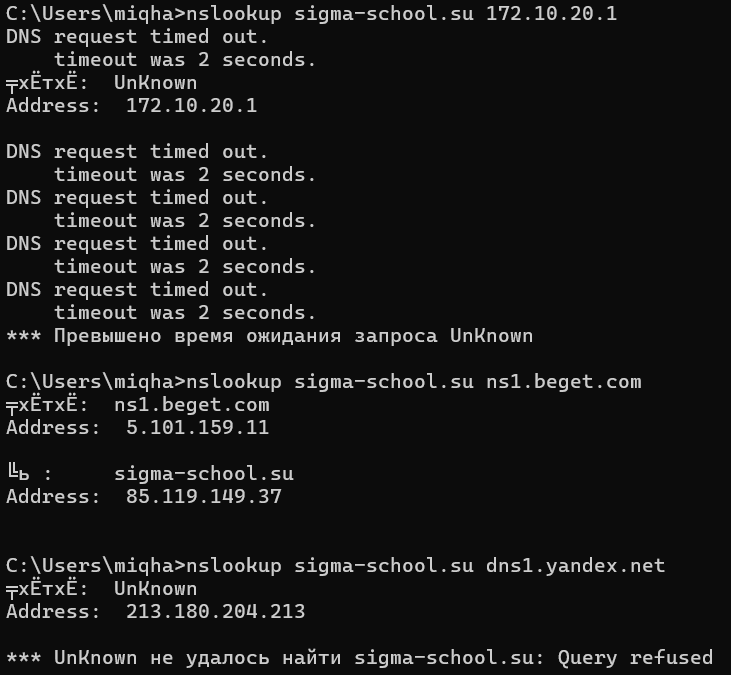 C:\Users\miqha>nslookup sigma-school.su 172.10.20.1
DNS request timed out.
    timeout was 2 seconds.
╤хЁтхЁ:  UnKnown
Address:  172.10.20.1

DNS request timed out.
    timeout was 2 seconds.
DNS request timed out.
    timeout was 2 seconds.
DNS request timed out.
    timeout was 2 seconds.
DNS request timed out.
    timeout was 2 seconds.
*** Превышено время ожидания запроса UnKnown

C:\Users\miqha>nslookup sigma-school.su ns1.beget.com
╤хЁтхЁ:  ns1.beget.com
Address:  5.101.159.11

╚ь :     sigma-school.su
Address:  85.119.149.37


C:\Users\miqha>nslookup sigma-school.su dns1.yandex.net
╤хЁтхЁ:  UnKnown
Address:  213.180.204.213

*** UnKnown не удалось найти sigma-school.su: Query refused